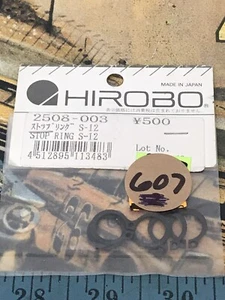 MADE IN JAPAN
HIROBO®
2508-003 ¥500
ストップリング S-12
STOP RING S-12 Lot No.
4 512895 113483
607